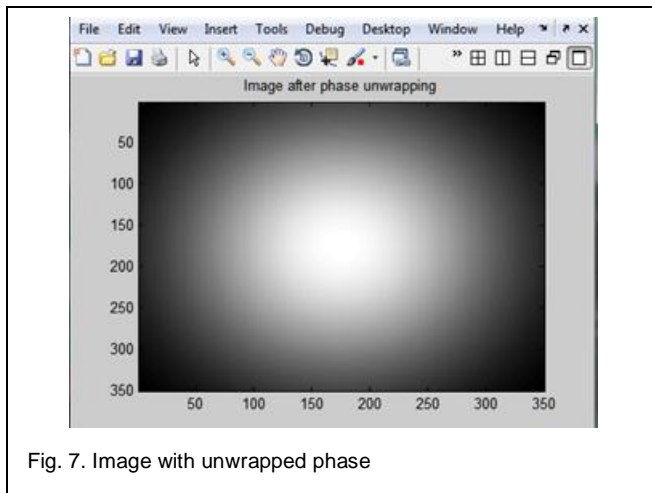 File Edit View Insert Tools Debug Desktop Window Help
Image after phase unwrapping
50
100
150
200
250
300
350
50 100 150 200 250 300 350
Fig. 7. Image with unwrapped phase